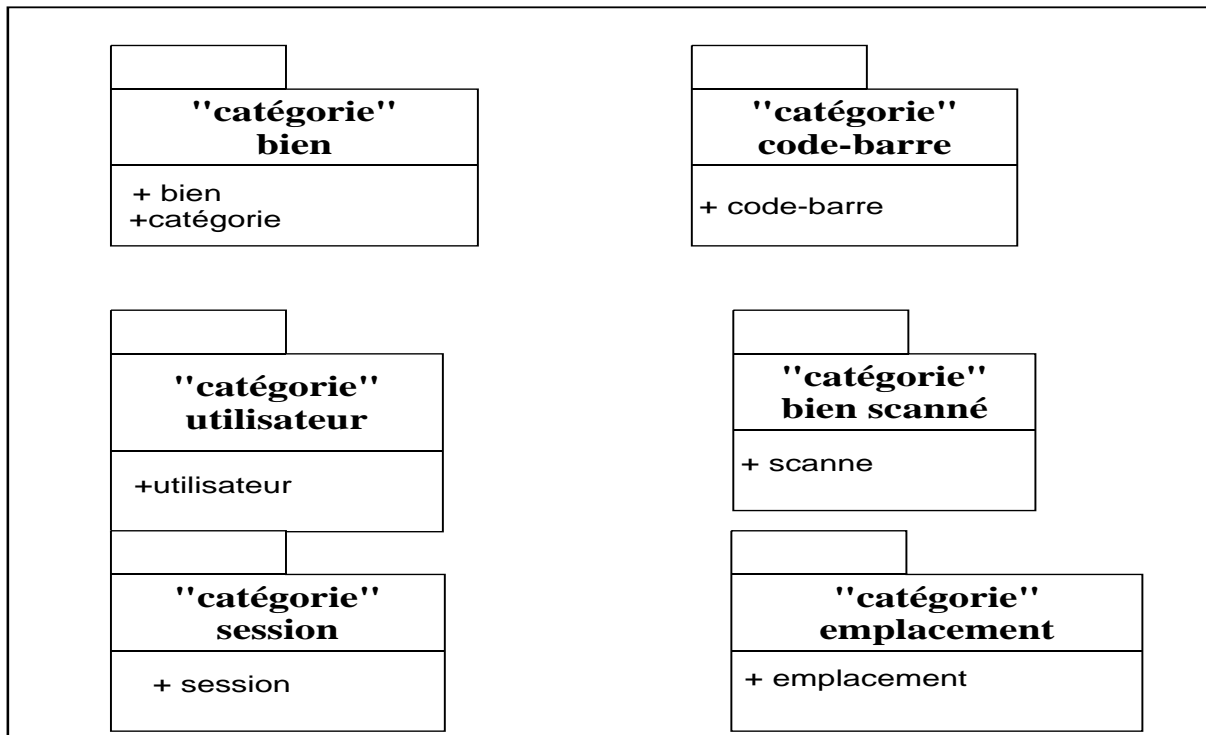 "catégorie"
bien
+ bien
+catégorie
"catégorie"
code-barre
+ code-barre
"catégorie"
utilisateur
+utilisateur
"catégorie"
bien scanné
+ scanne
"catégorie"
session
+ session
"catégorie"
emplacement
+ emplacement